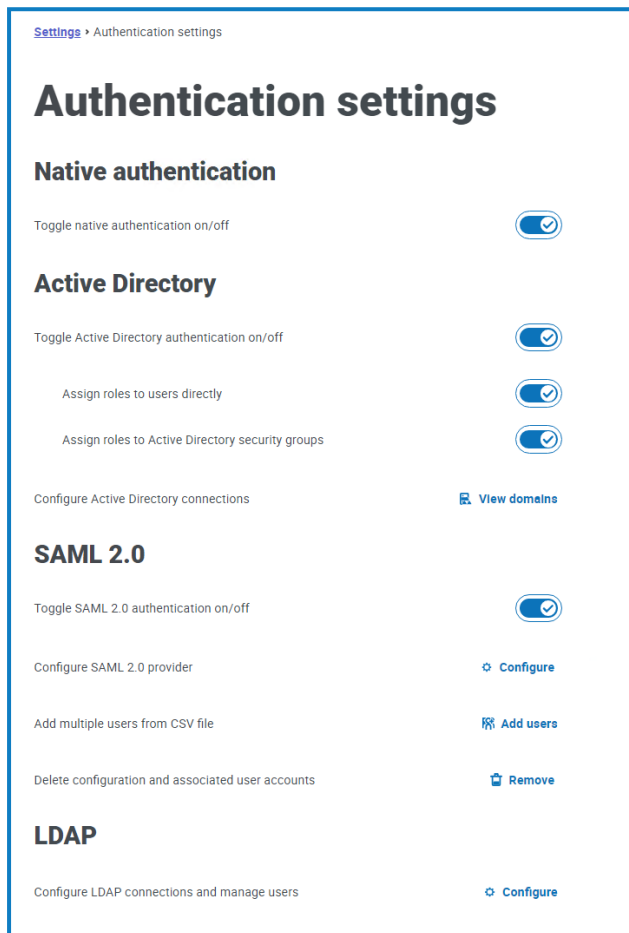 Settings › Authentication settings
Authentication settings
Native authentication
Toggle native authentication on/off
Active Directory
Toggle Active Directory authentication on/off
Assign roles to users directly
Assign roles to Active Directory security groups
Configure Active Directory connections View domains
SAML 2.0
Toggle SAML 2.0 authentication on/off
Configure SAML 2.0 provider Configure
Add multiple users from CSV file Add users
Delete configuration and associated user accounts Remove
LDAP
Configure LDAP connections and manage users Configure